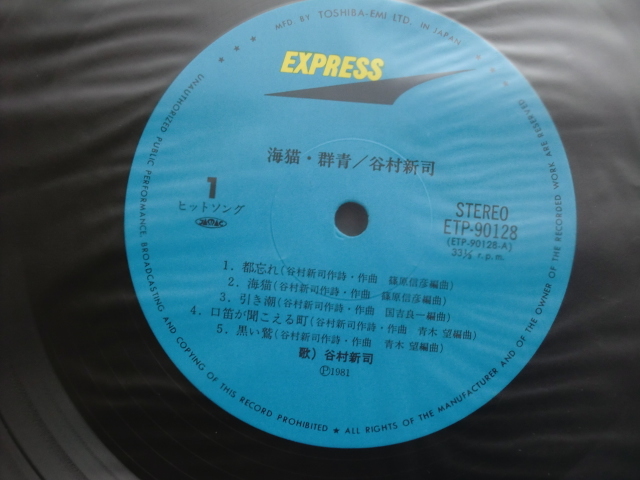 MFD. BY TOSHIBA-EMI LTD. IN JAPAN
EXPRESS
海猫・群青/谷村新司
1
ヒットソング
JASRAC
STEREO
ETP-90128
(ETP-90128-A)
33⅓ r.p.m.
1. 都忘れ(谷村新司作詩・作曲 篠原信彦編曲)
2. 海猫(谷村新司作詩・作曲 篠原信彦編曲)
3. 引き潮(谷村新司作詩・作曲 国吉良一編曲)
4. 口笛が聞こえる町(谷村新司作詩・作曲 青木 望編曲)
5. 黒い鷲(谷村新司作詩・作曲 青木 望編曲)
歌)谷村新司
Ⓟ1981
UNAUTHORIZED PUBLIC PERFORMANCE, BROADCASTING AND COPYING OF THIS RECORD PROHIBITED ★ ALL RIGHTS OF THE MANUFACTURER AND OF THE OWNER OF THE RECORDED WORK ARE RESERVED